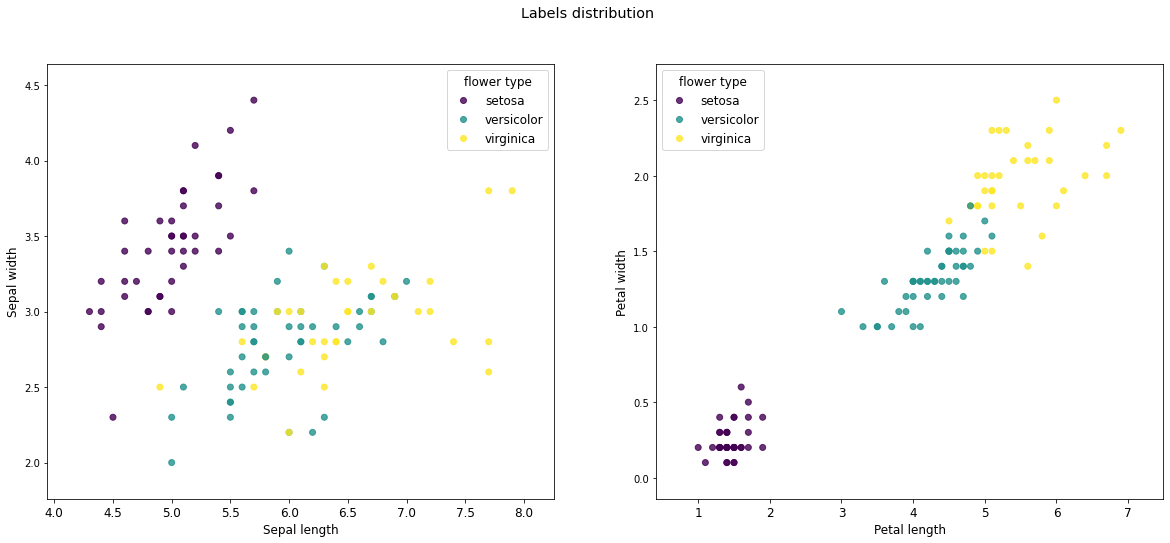 Labels distribution
flower type
setosa
versicolor
virginica
4.5
4.0
3.5
3.0
2.5
2.0
Sepal width
4.0 4.5 5.0 5.5 6.0 6.5 7.0 7.5 8.0
Sepal length
flower type
setosa
versicolor
virginica
2.5
2.0
1.5
1.0
0.5
0.0
Petal width
1 2 3 4 5 6 7
Petal length